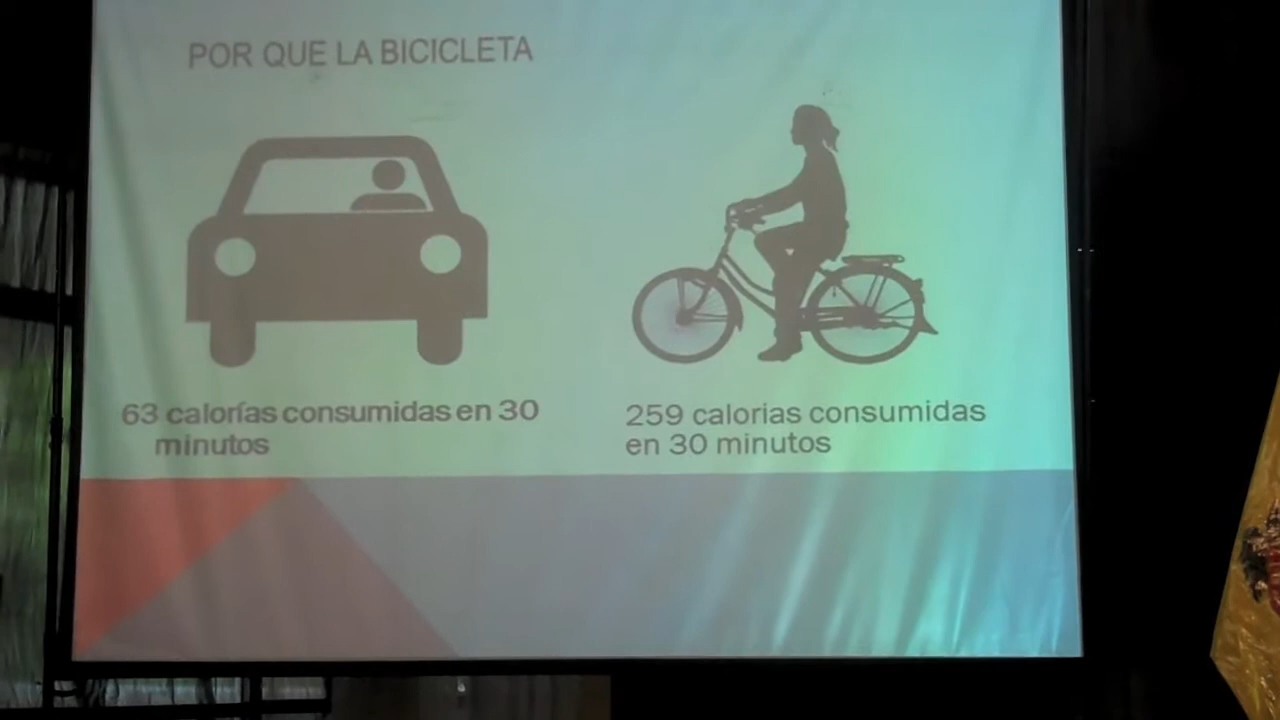 POR QUE LA BICICLETA
63 calorías consumidas en 30
minutos
259 calorias consumidas
en 30 minutos